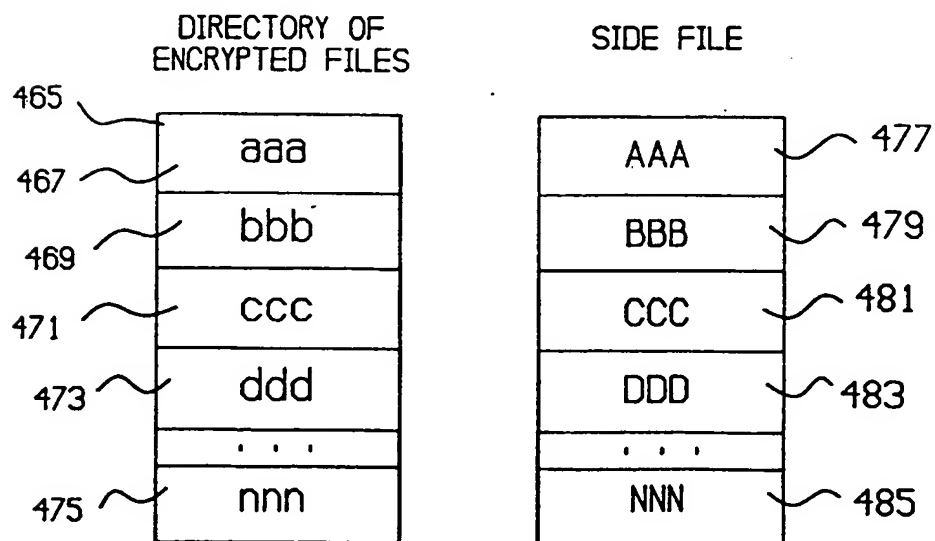 DIRECTORY OF
ENCRYPTED FILES
SIDE FILE
465
467
aaa
469
bbb
471
ccc
473
ddd
. . .
475
nnn
AAA
477
BBB
479
CCC
481
DDD
483
. . .
NNN
485